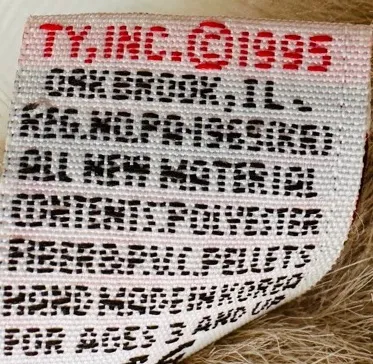 TY, INC. © 1995
OAKBROOK, IL.
REG. NO. PA-1965(KR)
ALL NEW MATERIAL
CONTENTS: POLYESTER
FIBER & P.V.C. PELLETS
HAND MADE IN KOREA
FOR AGES 3 AND UP